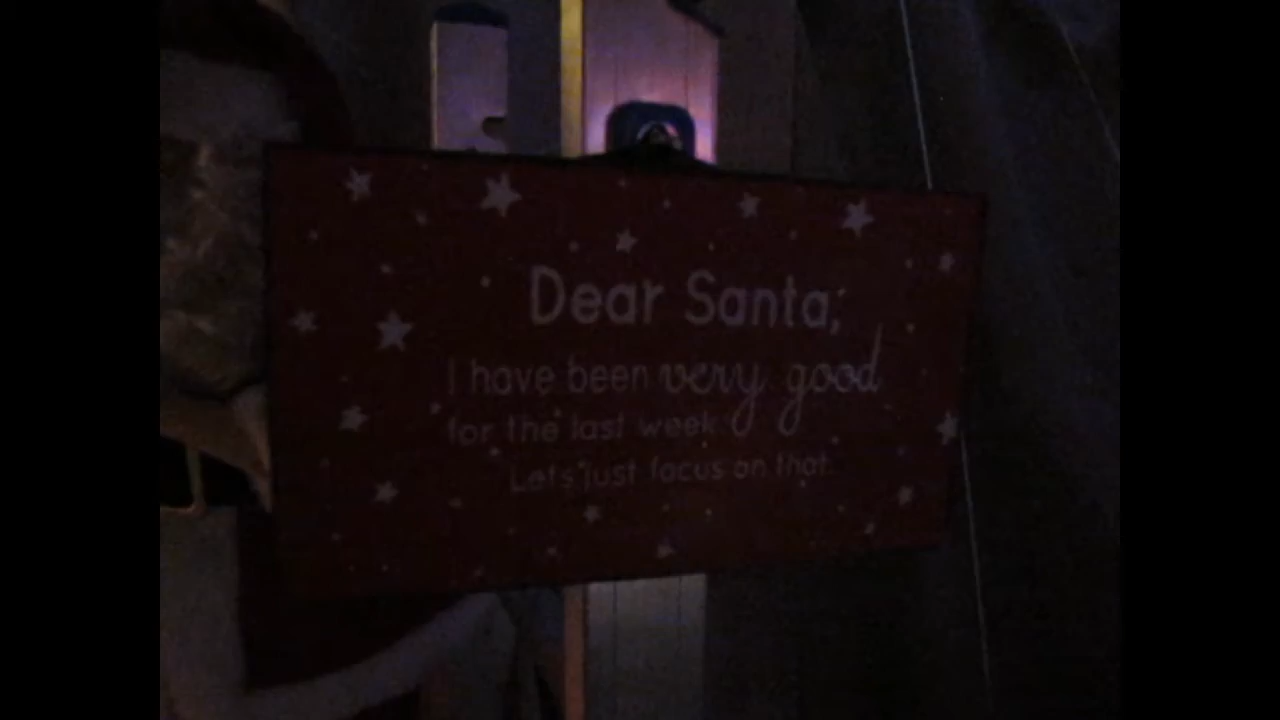 Dear Santa,
I have been very good
for the last week.
Let's just focus on that.